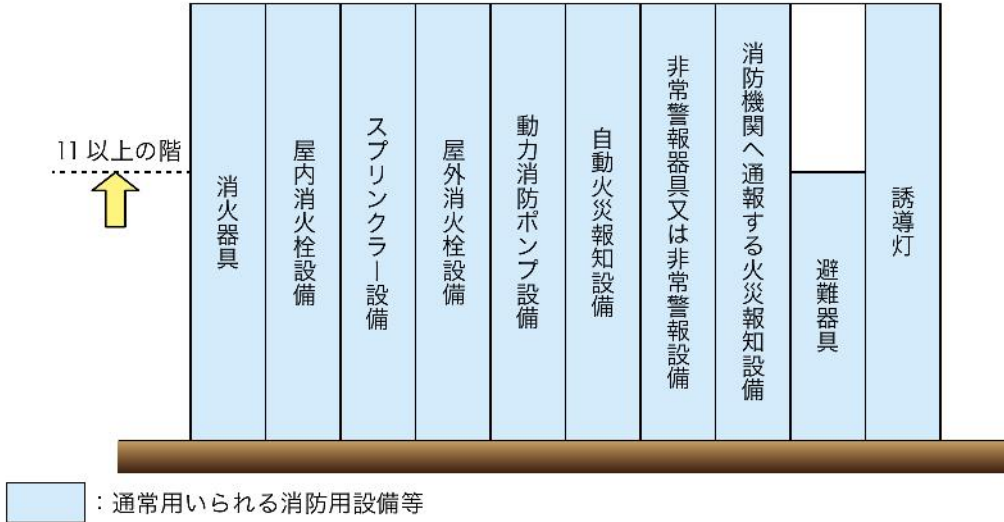 11以上の階
消火器具
屋内消火栓設備
スプリンクラー設備
屋外消火栓設備
動力消防ポンプ設備
自動火災報知設備
非常警報器具又は非常警報設備
消防機関へ通報する火災報知設備
避難器具
誘導灯
：通常用いられる消防用設備等